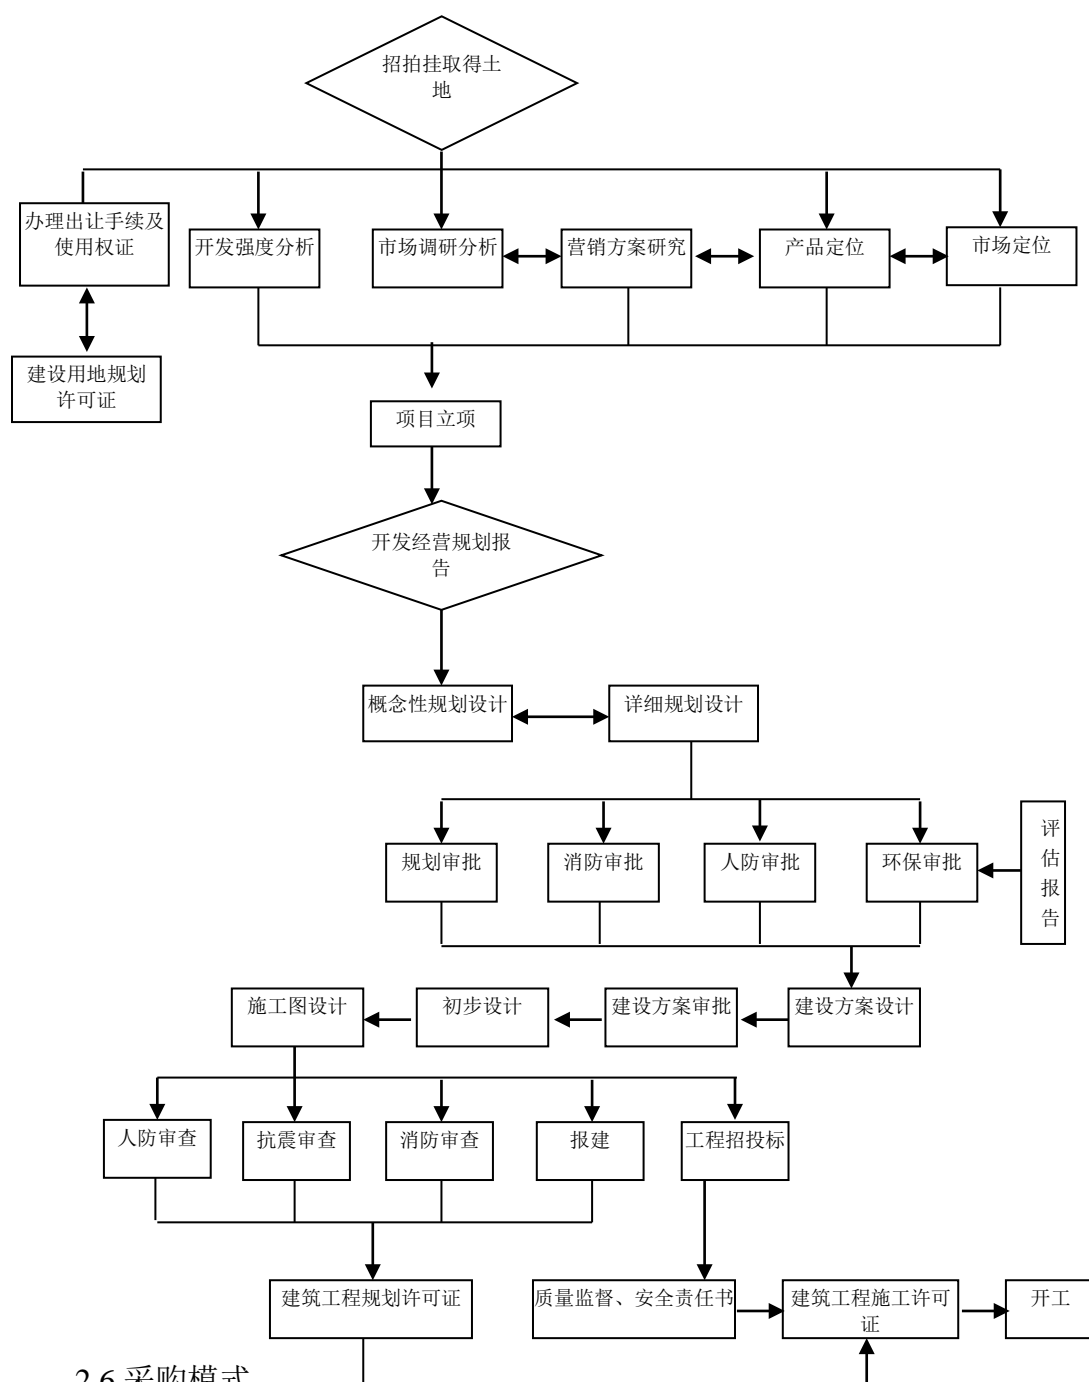 招拍挂取得土
地
办理出让手续及
使用权证
开发强度分析
市场调研分析
营销方案研究
产品定位
市场定位
建设用地规划
许可证
项目立项
开发经营规划报
告
概念性规划设计
详细规划设计
规划审批
消防审批
人防审批
环保审批
评
估
报
告
施工图设计
初步设计
建设方案审批
建设方案设计
人防审查
抗震审查
消防审查
报建
工程招投标
建筑工程规划许可证
质量监督、安全责任书
建筑工程施工许可
证
开工
2.6 采购模式